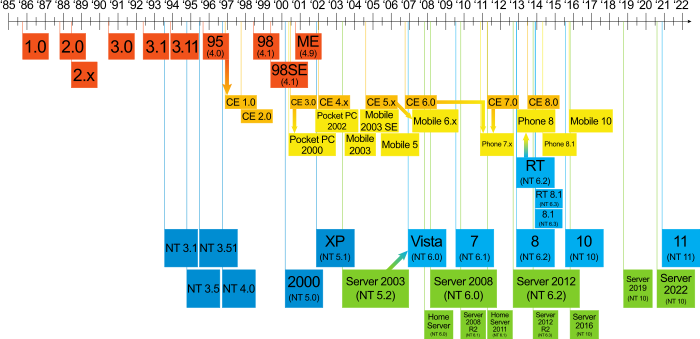 '85 '86 '87 '88 '89 '90 '91 '92 '93 '94 '95 '96 '97 '98 '99 '00 '01 '02 '03 '04 '05 '06 '07 '08 '09 '10 '11 '12 '13 '14 '15 '16 '17 '18 '19 '20 '21 '22
1.0 2.0 3.0 3.1 3.11 95 98 ME
(4.0) (4.1) (4.9)
2.x 98SE
(4.1)
CE 1.0 CE 3.0 CE 4.x CE 5.x CE 6.0 CE 7.0 CE 8.0
CE 2.0
Pocket PC
2002
Mobile
2003 SE
Mobile 6.x
Phone 8
Mobile 10
Pocket PC
2000
Mobile
2003
Mobile 5
Phone 7.x
Phone 8.1
RT
(NT 6.2)
RT 8.1
(NT 6.3)
8.1
(NT 6.3)
NT 3.1 NT 3.51
XP
(NT 5.1)
Vista
(NT 6.0)
7
(NT 6.1)
8
(NT 6.2)
10
(NT 10)
11
(NT 11)
NT 3.5 NT 4.0
2000
(NT 5.0)
Server 2003
(NT 5.2)
Server 2008
(NT 6.0)
Server 2012
(NT 6.2)
Server
2019
(NT 10)
Server
2022
(NT 10)
Home
Server
(NT 6.0)
Server
2008
R2
(NT 6.1)
Home
Server
2011
(NT 6.1)
Server
2012
R2
(NT 6.3)
Server
2016
(NT 10)